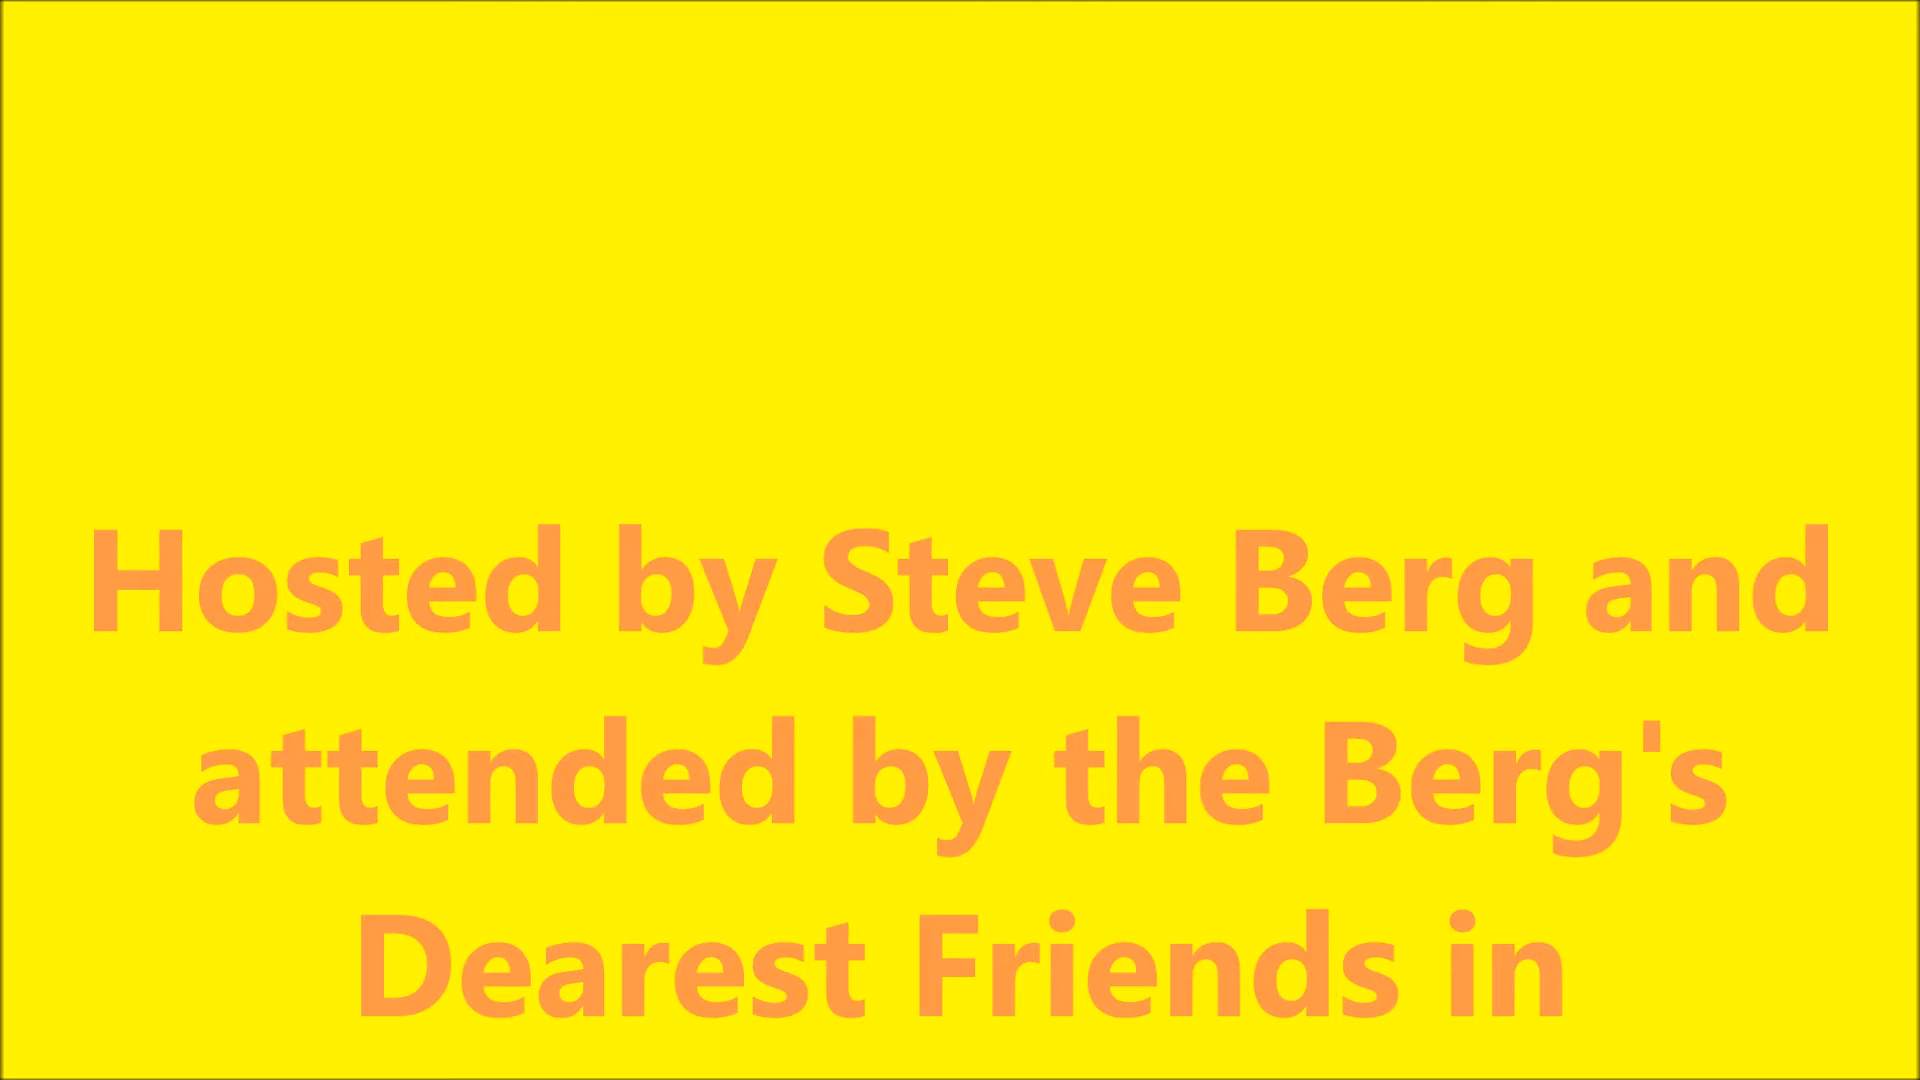 Hosted by Steve Berg and
attended by the Berg's
Dearest Friends in